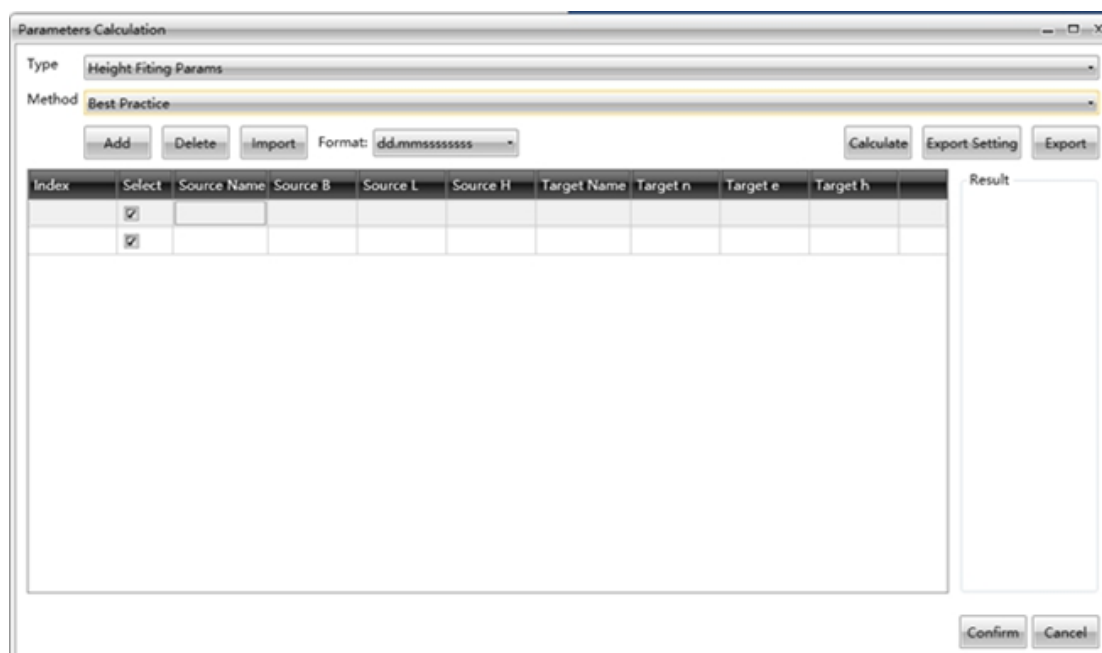 Parameters Calculation
Type Height Fiting Params
Method Best Practice
Add Delete Import Format: dd.mmssssssss Calculate Export Setting Export
Index Select Source Name Source B Source L Source H Target Name Target n Target e Target h Result
Confirm Cancel